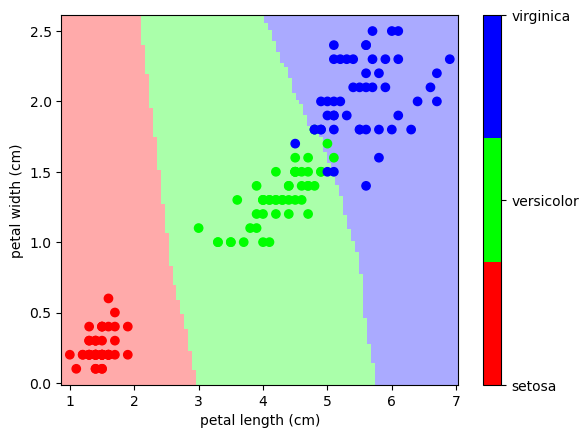 2.5
2.0
1.5
1.0
0.5
0.0
petal width (cm)
1 2 3 4 5 6 7
petal length (cm)
virginica
versicolor
setosa